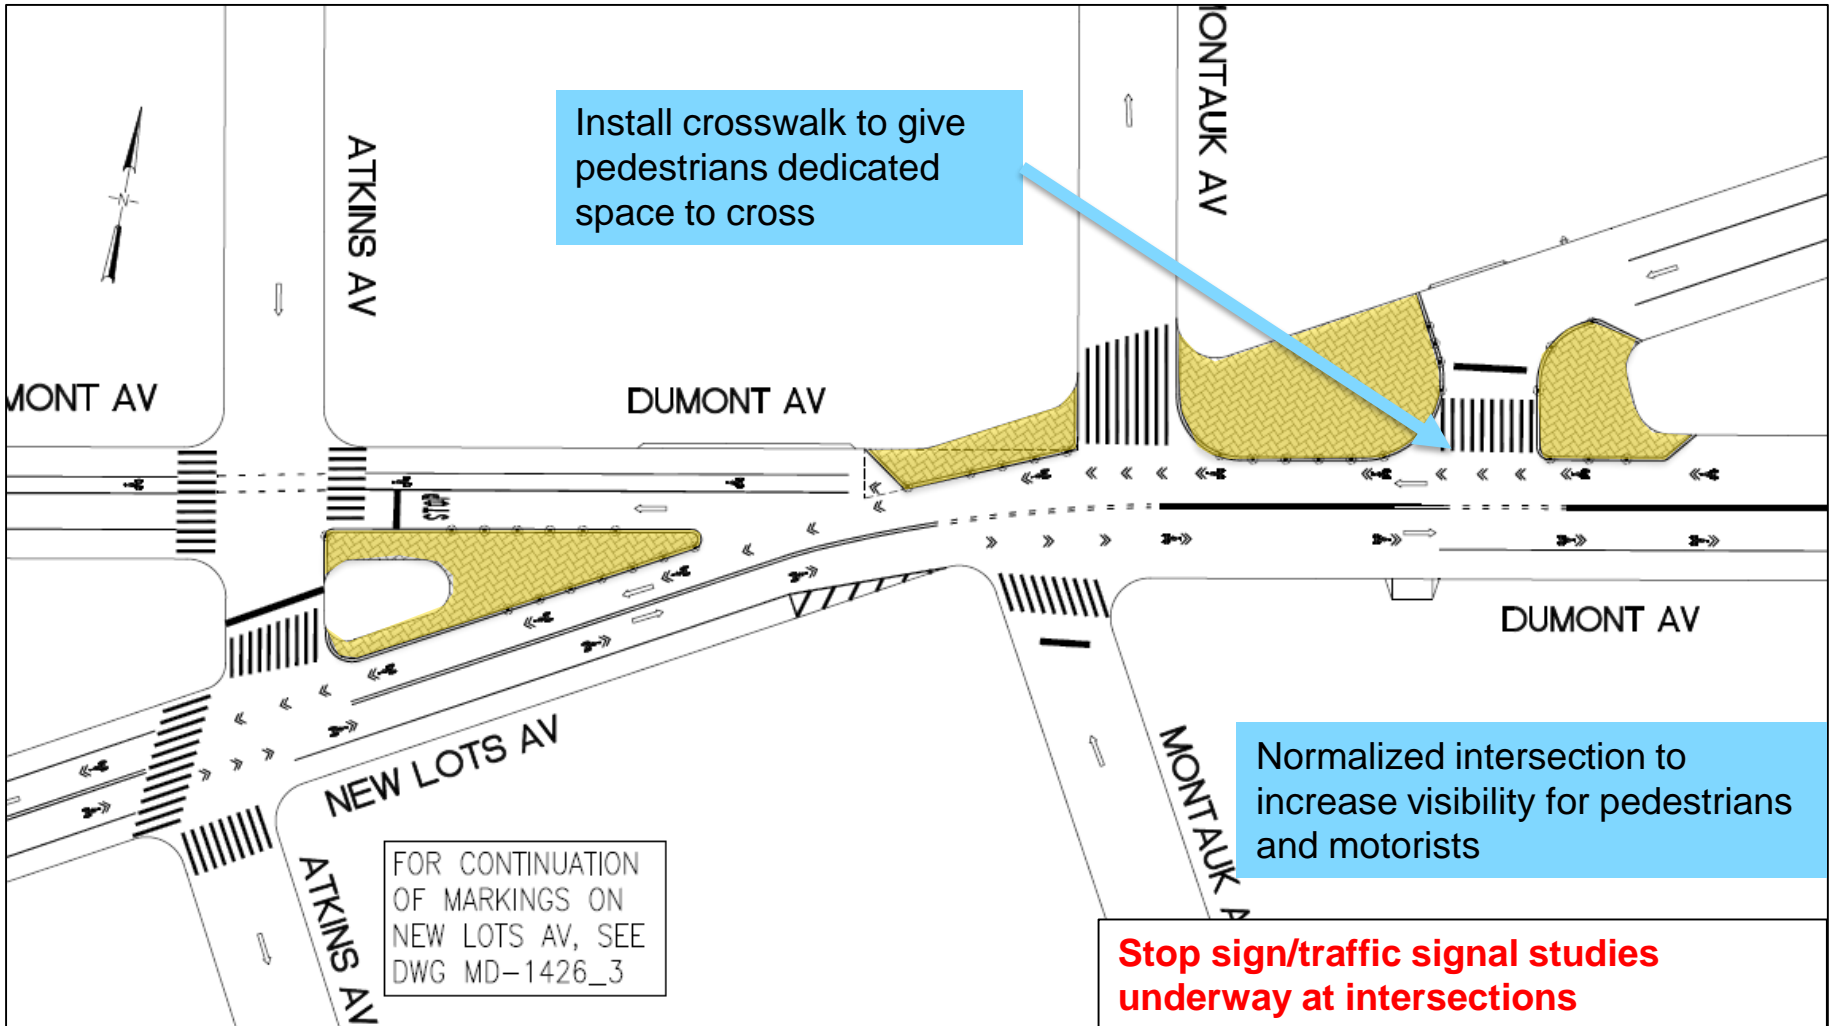 Install crosswalk to give
pedestrians dedicated
space to cross
ONTAUK AV
ATKINS AV
N
MONT AV
DUMONT AV
STOP
DUMONT AV
NEW LOTS AV
MONTAUK A
Normalized intersection to
increase visibility for pedestrians
and motorists
ATKINS AV
FOR CONTINUATION
OF MARKINGS ON
NEW LOTS AV, SEE
DWG MD-1426_3
Stop sign/traffic signal studies
underway at intersections